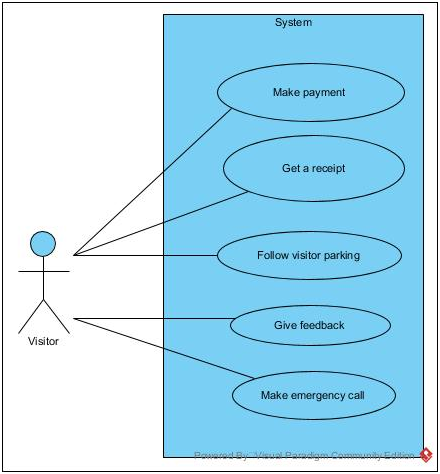 System
Make payment
Get a receipt
Follow visitor parking
Give feedback
Visitor
Make emergency call
Powered By: Visual Paradigm Community Edition